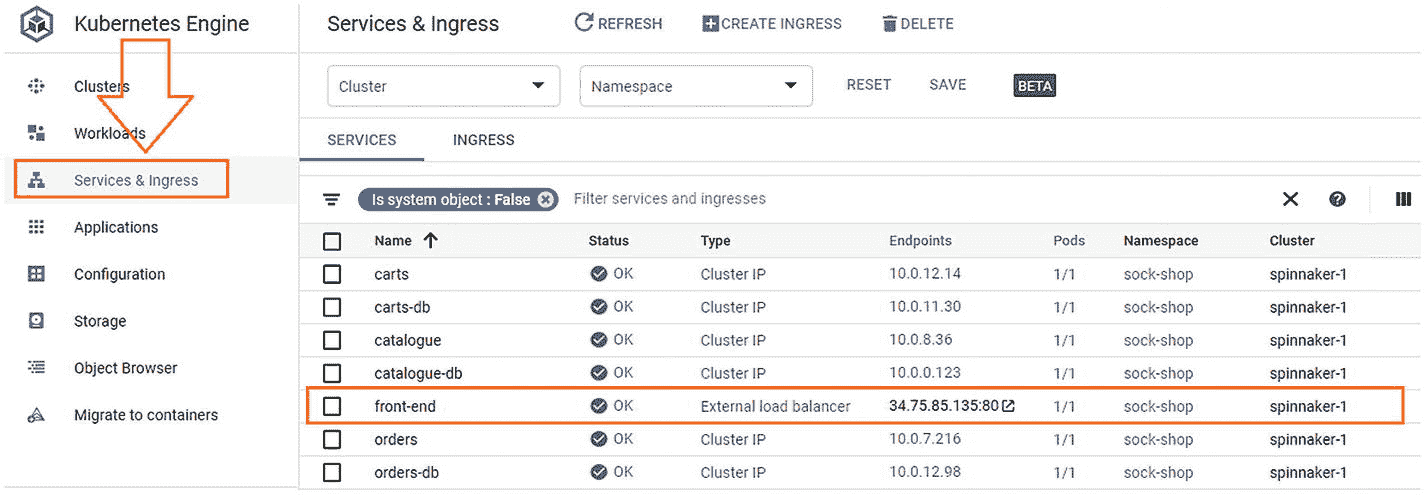 Kubernetes Engine
Clusters
Workloads
Services & Ingress
Applications
Configuration
Storage
Object Browser
Migrate to containers
Services & Ingress REFRESH CREATE INGRESS DELETE
Cluster Namespace RESET SAVE BETA
SERVICES INGRESS
Is system object : False Filter services and ingresses
Name Status Type Endpoints Pods Namespace Cluster
carts OK Cluster IP 10.0.12.14 1/1 sock-shop spinnaker-1
carts-db OK Cluster IP 10.0.11.30 1/1 sock-shop spinnaker-1
catalogue OK Cluster IP 10.0.8.36 1/1 sock-shop spinnaker-1
catalogue-db OK Cluster IP 10.0.0.123 1/1 sock-shop spinnaker-1
front-end OK External load balancer 34.75.85.135:80 1/1 sock-shop spinnaker-1
orders OK Cluster IP 10.0.7.216 1/1 sock-shop spinnaker-1
orders-db OK Cluster IP 10.0.12.98 1/1 sock-shop spinnaker-1